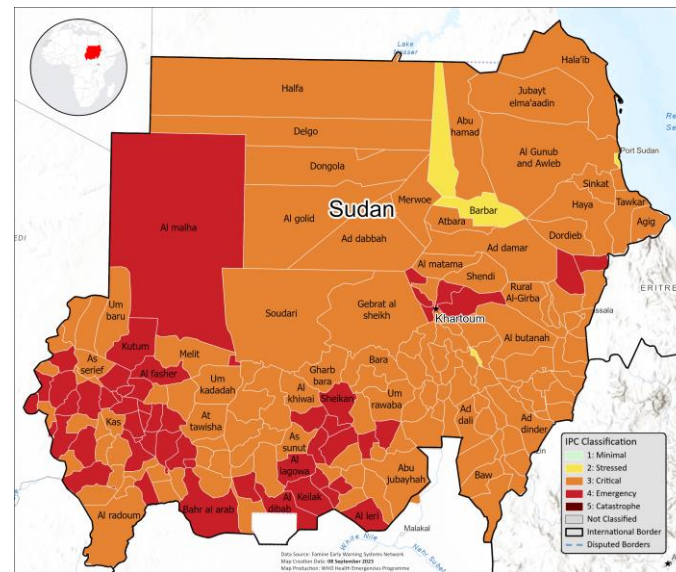 Lake
Nasser
Hala'ib
Halfa
Jubayt
elma'aadin
Abu
hamad
Delgo
Al Gunub
and Awleb
Port Sudan
Dongola
Sinkat
Merwoe
Haya
Tawkar
Sudan
Barbar
Agig
Al golid
Atbara
Al malha
Ad dabbah
Dordieb
Ad damar
Al matama
Shendi
Rural
Al-Girba
ERITRE
Um
baru
Soudari
Gebrat al
sheikh
Khartoum
ssala
Al butanah
Kutum
As
serief
Melit
Bara
Al fasher
Gharb
bara
Um
kadadah
Al
khiwai
Sheikan
Um
rawaba
Kas
At
tawisha
Ad
dali
Ad
dinder
As
sunut
Al
lagowa
Abu
jubayhah
Baw
Keilak
Al
dibab
Bahr al arab
Al leri
Al radoum
Malakal
White Nile
IPC Classification
1: Minimal
2: Stressed
3: Critical
4: Emergency
5: Catastrophe
Not Classified
International Border
Disputed Borders
Data Source: Famine Early Warning Systems Network
Map Creation Date: 08 September 2023
Map Production: WHO Health Emergencies Programme